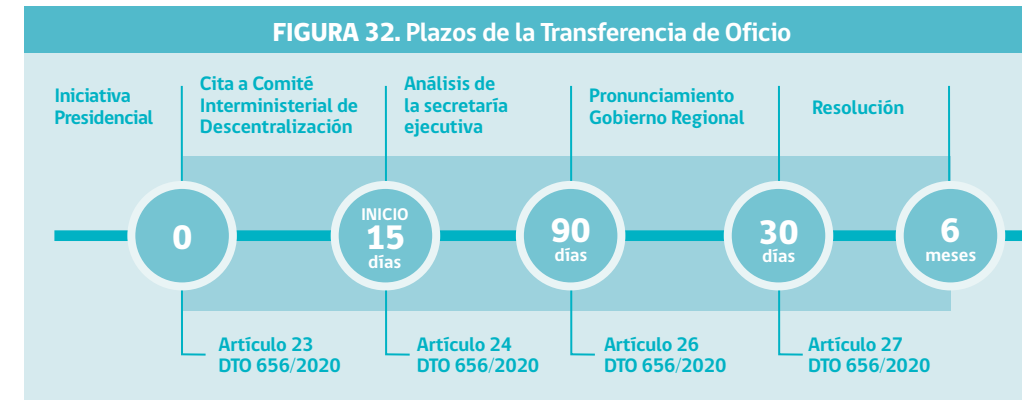 FIGURA 32. Plazos de la Transferencia de Oficio
Iniciativa
Presidencial
Cita a Comité
Interministerial de
Descentralización
Análisis de
la secretaría
ejecutiva
Pronunciamiento
Gobierno Regional
Resolución
0
INICIO
15
días
90
días
30
días
6
meses
Artículo 23
DTO 656/2020
Artículo 24
DTO 656/2020
Artículo 26
DTO 656/2020
Artículo 27
DTO 656/2020